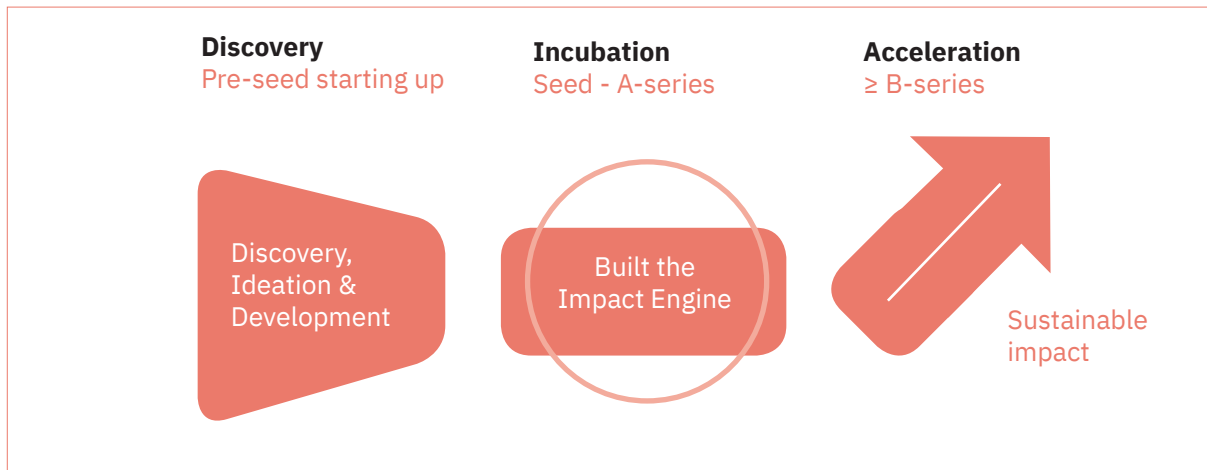 Discovery
Pre-seed starting up
Incubation
Seed - A-series
Acceleration
≥ B-series
Discovery,
Ideation &
Development
Built the
Impact Engine
Sustainable
impact